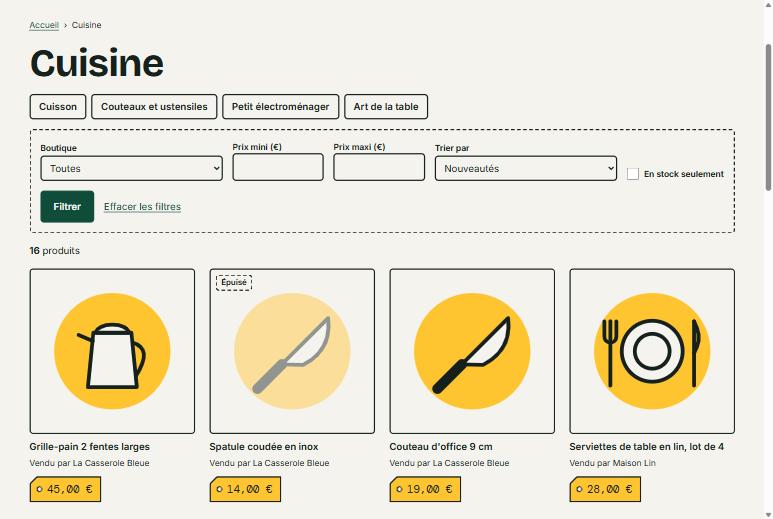 Accueil › Cuisine
Cuisine
Cuisson Couteaux et ustensiles Petit électroménager Art de la table
Boutique Prix mini (€) Prix maxi (€) Trier par
Toutes Nouveautés En stock seulement
Filtrer Effacer les filtres
16 produits
Épuisé
Grille-pain 2 fentes larges Spatule coudée en inox Couteau d'office 9 cm Serviettes de table en lin, lot de 4
Vendu par La Casserole Bleue Vendu par La Casserole Bleue Vendu par La Casserole Bleue Vendu par Maison Lin
45,00 € 14,00 € 19,00 € 28,00 €